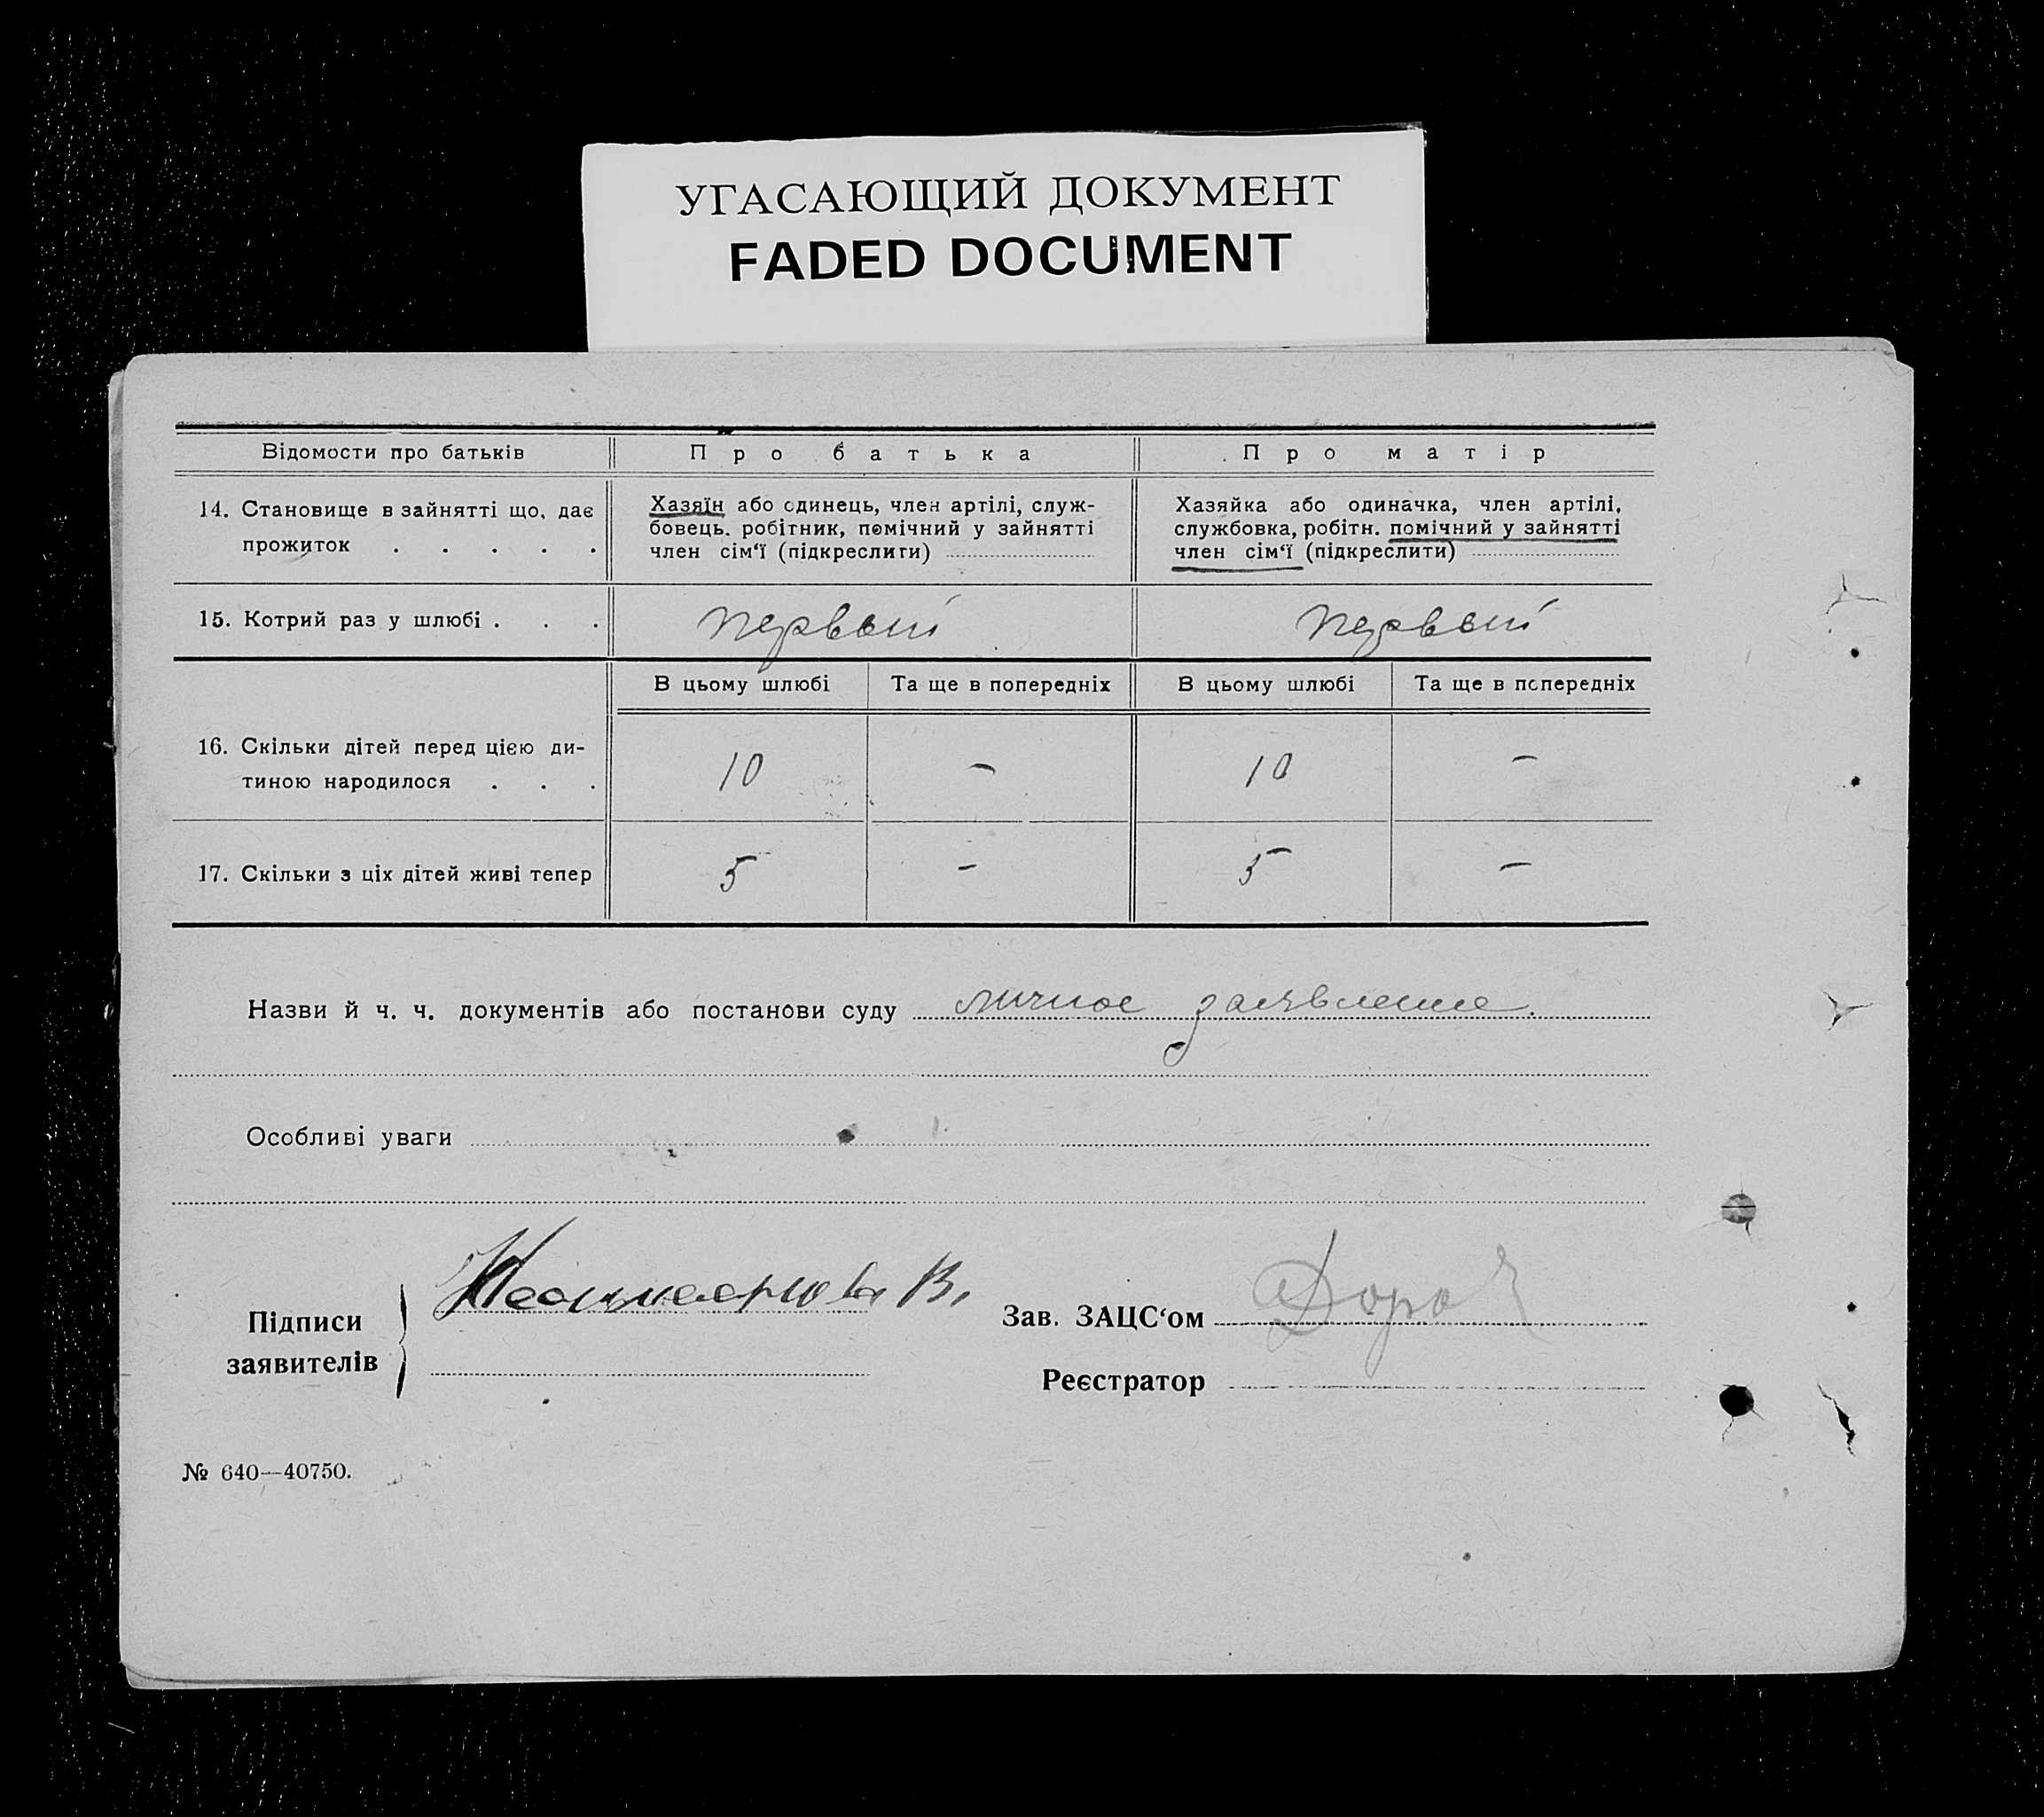 УГАСАЮЩИЙ ДОКУМЕНТ
FADED DOCUMENT
Відомости про батьків
Про батька
Про матір
14. Становище в зайнятті що, дає
прожиток . . . . .
Хазяїн або одинець, член артілі, служ-
бовець. робітник, помічний у зайнятті
член сім‘ї (підкреслити)
Хазяйка або одиначка, член артілі,
службовка, робітн. помічний у зайнятті
член сім‘ї (підкреслити)
15. Котрий раз у шлюбі . . .
первый
первый
В цьому шлюбі
Та ще в попередніх
В цьому шлюбі
Та ще в попередніх
16. Скільки дітей перед цією ди-
тиною народилося . . .
10
–
10
–
17. Скільки з ціх дітей живі тепер
5
–
5
–
Назви й ч. ч. документів або постанови суду личное заявление.
Особливі уваги
Підписи
заявителів
В.
Зав. ЗАЦС‘ом
Реєстратор
№ 640—40750.